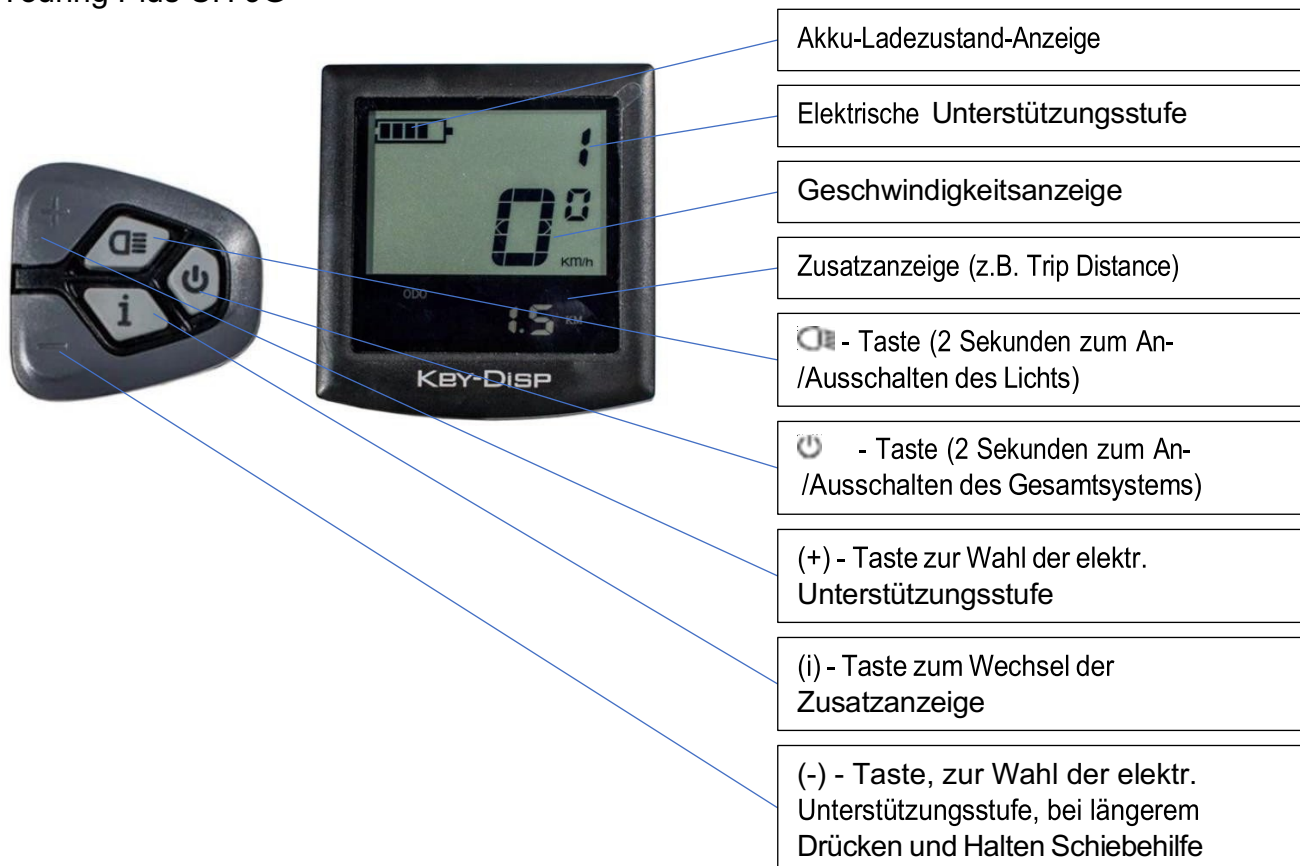 Touring Plus
Akku-Ladezustand-Anzeige
Elektrische Unterstützungsstufe
Geschwindigkeitsanzeige
Zusatzanzeige (z.B. Trip Distance)
- Taste (2 Sekunden zum An-
/Ausschalten des Lichts)
- Taste (2 Sekunden zum An-
/Ausschalten des Gesamtsystems)
(+) - Taste zur Wahl der elektr.
Unterstützungsstufe
(i) - Taste zum Wechsel der
Zusatzanzeige
(-) - Taste, zur Wahl der elektr.
Unterstützungsstufe, bei längerem
Drücken und Halten Schiebehilfe
+
i
−
1
0 0
KM/h
ODO
1.5 KM
KEY-DISP